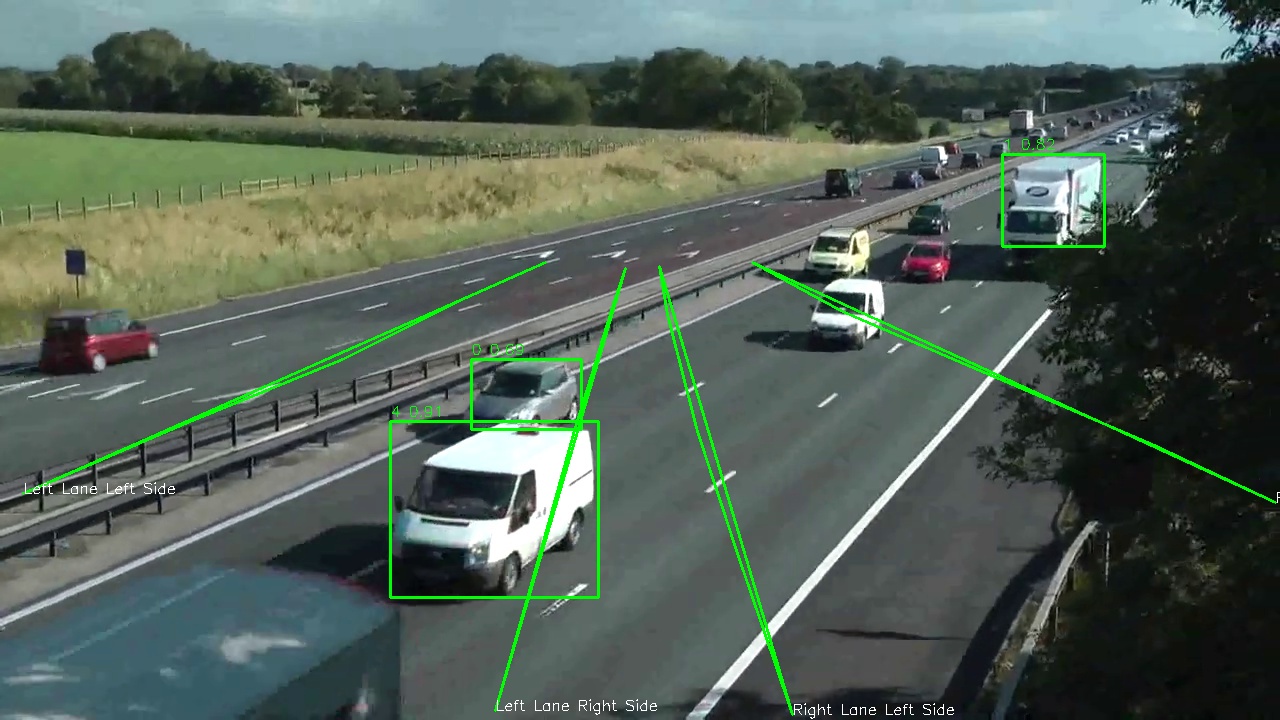 0.82
0 0.69
4 0.91
Left Lane Left Side
Left Lane Right Side
Right Lane Left Side